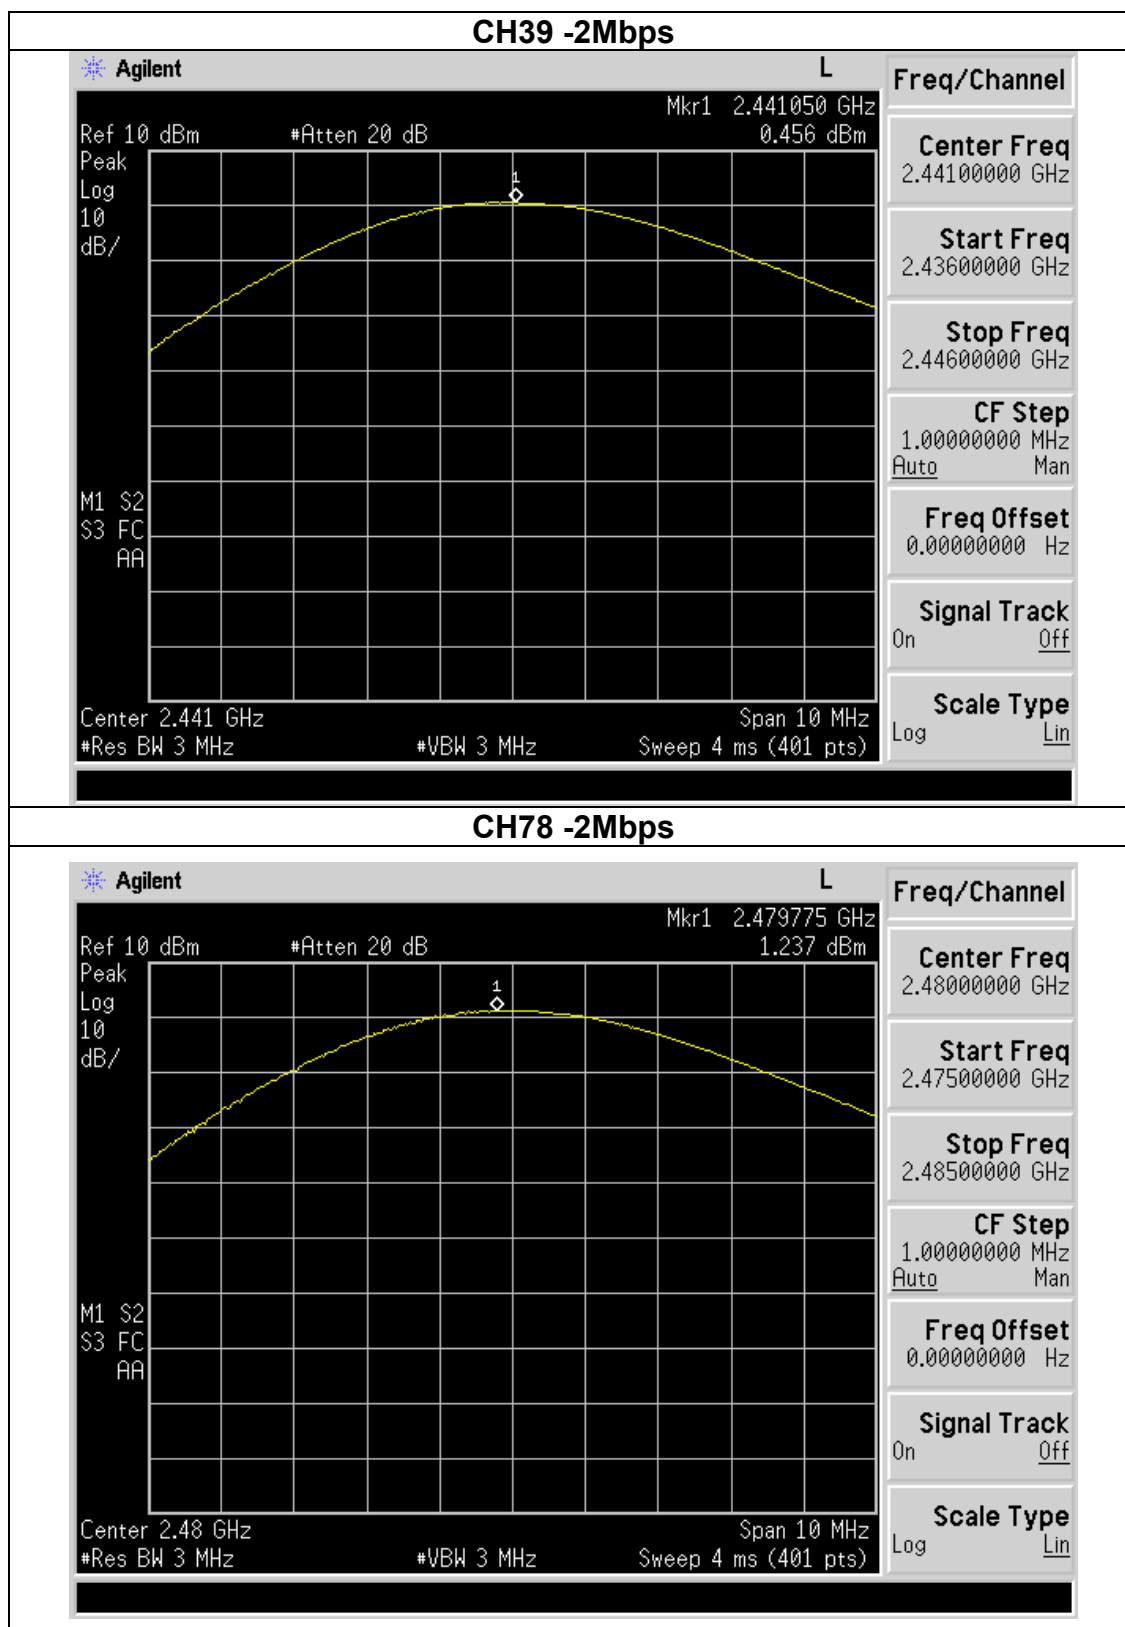 CH39 -2Mbps
Agilent L
Freq/Channel
Mkr1 2.441050 GHz
Ref 10 dBm #Atten 20 dB 0.456 dBm
Peak
Log
10
dB/
1
M1 S2
S3 FC
AA
Center 2.441 GHz Span 10 MHz
#Res BW 3 MHz #VBW 3 MHz Sweep 4 ms (401 pts)
Center Freq
2.44100000 GHz
Start Freq
2.43600000 GHz
Stop Freq
2.44600000 GHz
CF Step
1.00000000 MHz
Auto Man
Freq Offset
0.00000000 Hz
Signal Track
On Off
Scale Type
Log Lin
CH78 -2Mbps
Agilent L
Freq/Channel
Mkr1 2.479775 GHz
Ref 10 dBm #Atten 20 dB 1.237 dBm
Peak
Log
10
dB/
1
M1 S2
S3 FC
AA
Center 2.48 GHz Span 10 MHz
#Res BW 3 MHz #VBW 3 MHz Sweep 4 ms (401 pts)
Center Freq
2.48000000 GHz
Start Freq
2.47500000 GHz
Stop Freq
2.48500000 GHz
CF Step
1.00000000 MHz
Auto Man
Freq Offset
0.00000000 Hz
Signal Track
On Off
Scale Type
Log Lin